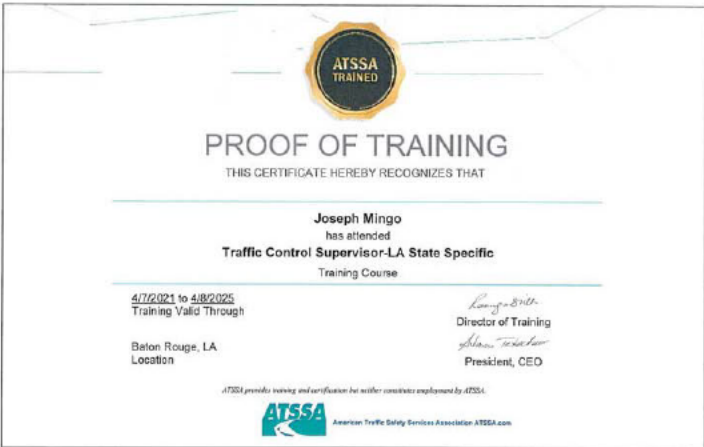 ATSSA
TRAINED
PROOF OF TRAINING
THIS CERTIFICATE HEREBY RECOGNIZES THAT
Joseph Mingo
has attended
Traffic Control Supervisor-LA State Specific
Training Course
4/7/2021 to 4/8/2025
Training Valid Through
Director of Training
Baton Rouge, LA
Location
President, CEO
ATSSA provides training and certification but neither constitutes employment by ATSSA.
ATSSA
American Traffic Safety Services Association ATSSA.com